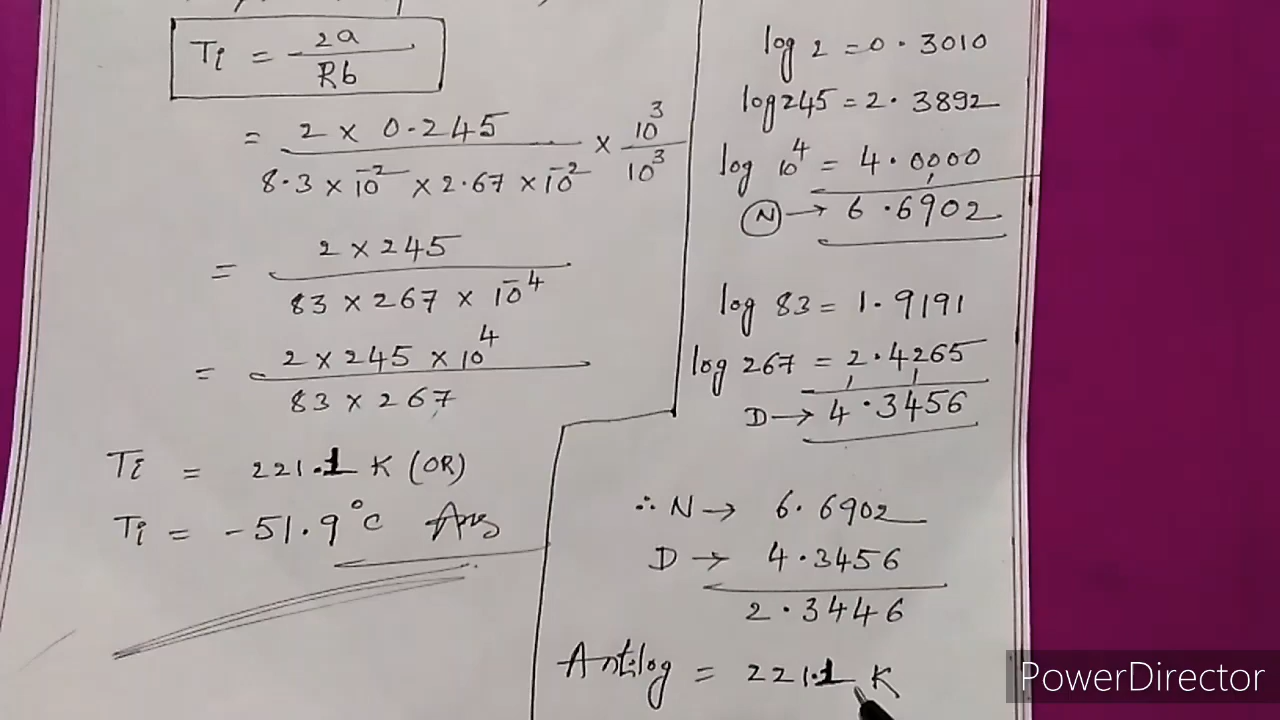 Ti = 2a / Rb
= 2 × 0.245 / 8.3 × 10⁻² × 2.67 × 10⁻² × 10³ / 10³
= 2 × 245 / 83 × 267 × 10⁻⁴
= 2 × 245 × 10⁴ / 83 × 267
Ti = 221.1 K (OR)
Ti = -51.9°C Ans
log 2 = 0.3010
log 245 = 2.3892
log 10⁴ = 4.0000
N → 6.6902
log 83 = 1.9191
log 267 = 2.4265
D → 4.3456
∴ N → 6.6902
D → 4.3456
2.3446
Antilog = 221.1 K
PowerDirector